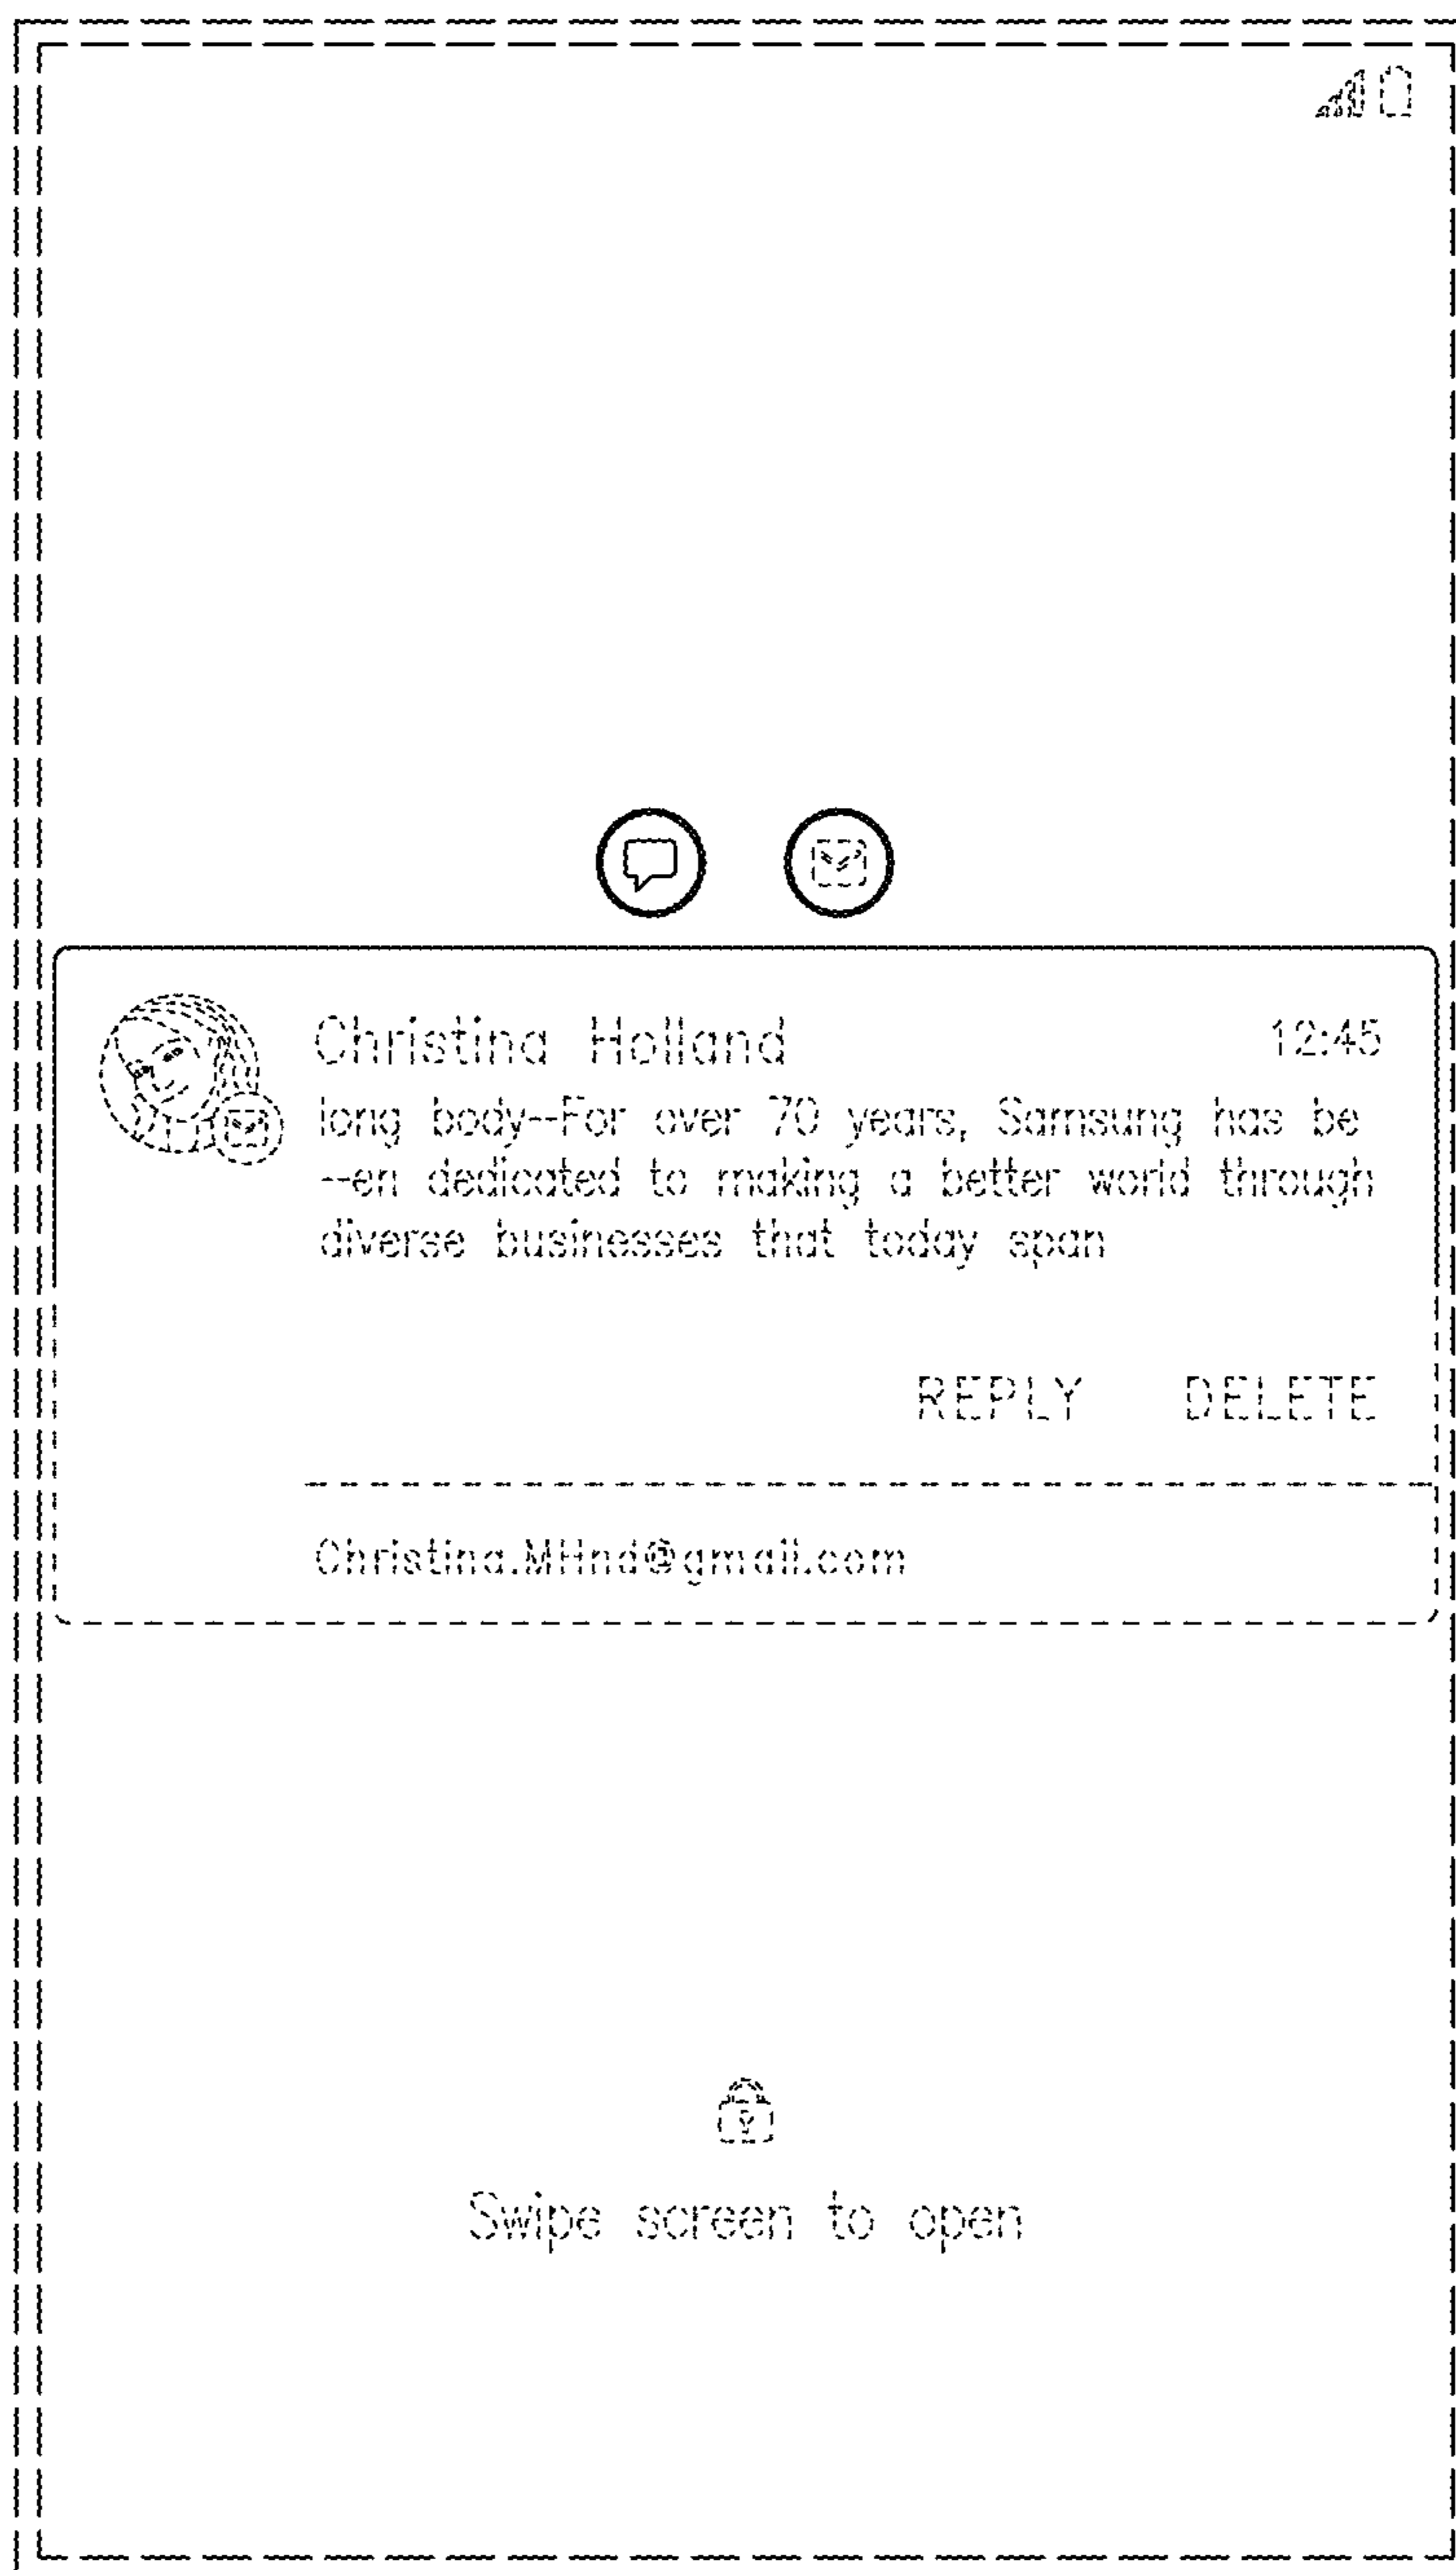 Christina Holland 12:45
long body--For over 70 years, Samsung has be
--en dedicated to making a better world through
diverse businesses that today span
REPLY DELETE
Christina.MHnd@gmail.com
Swipe screen to open